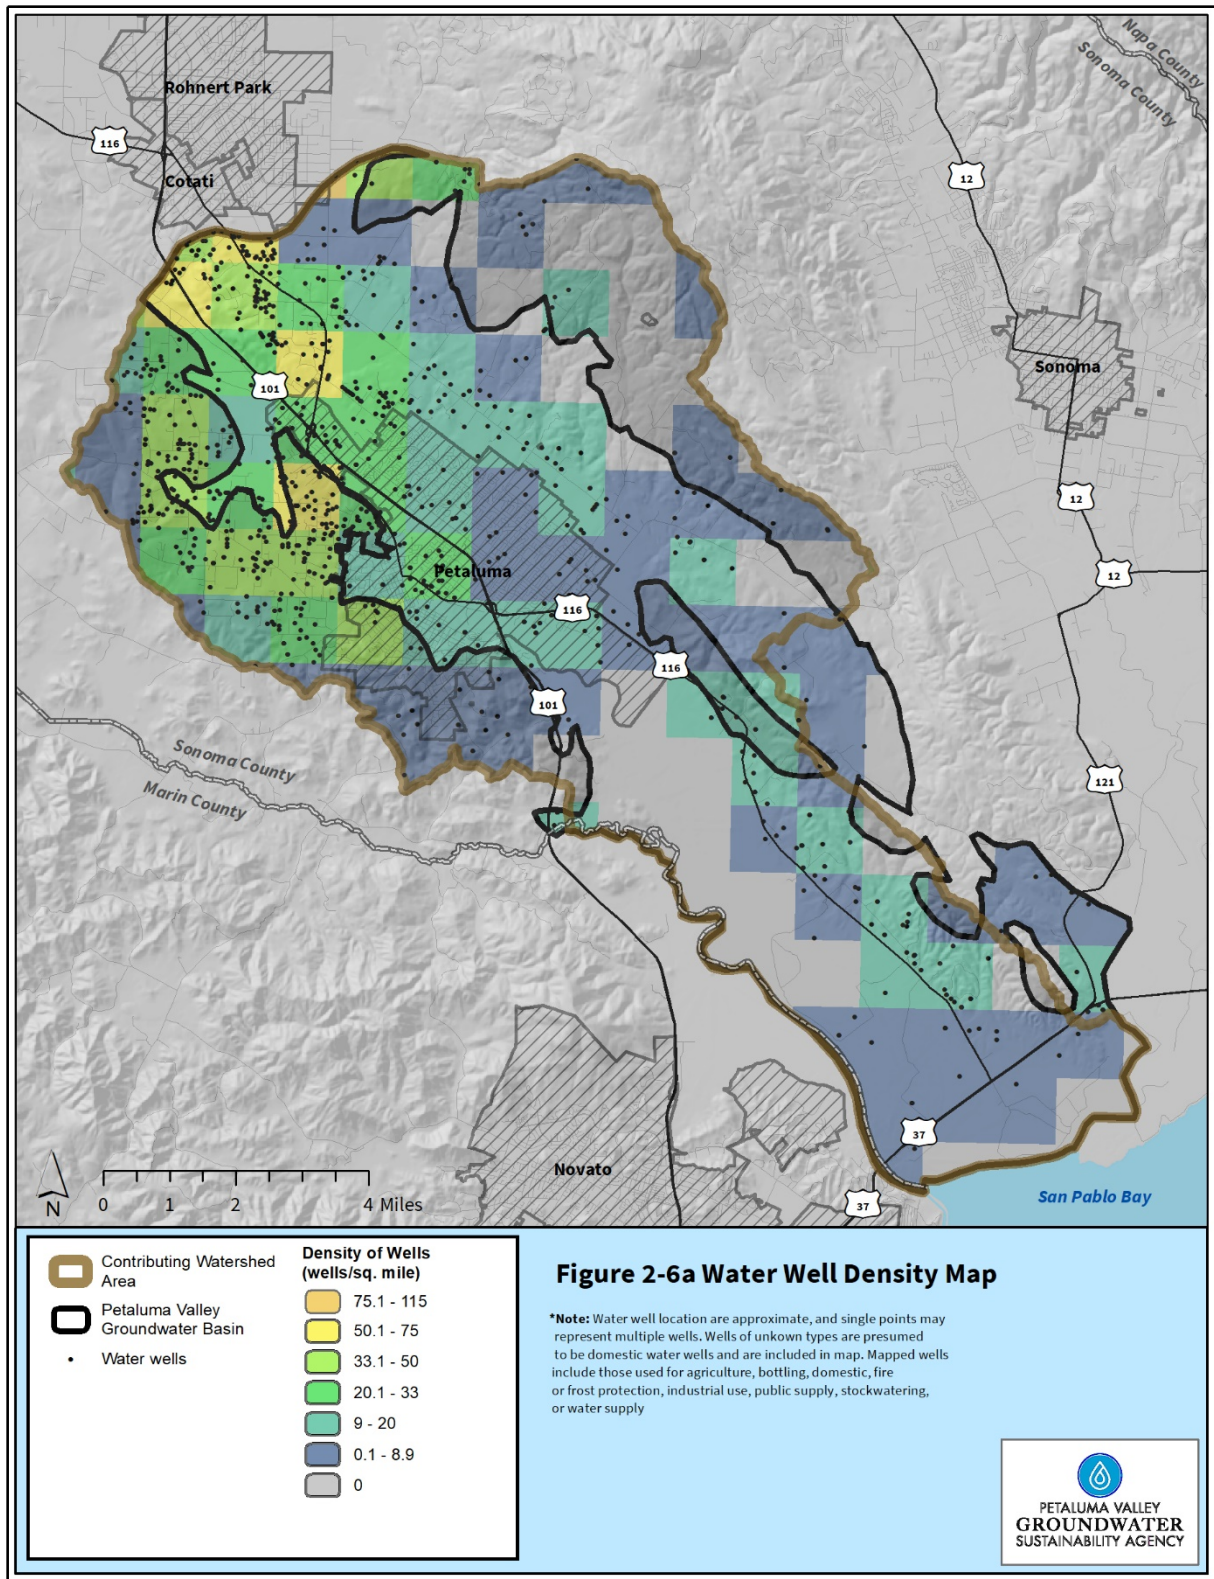 Napa County
Sonoma County
Rohnert Park
116
12
Cotati
Sonoma
101
12
Petaluma
12
116
116
101
Sonoma County
Marin County
121
37
Novato
San Pablo Bay
37
N
0 1 2 4 Miles
Contributing Watershed
Area
Petaluma Valley
Groundwater Basin
Water wells
Density of Wells
(wells/sq. mile)
75.1 - 115
50.1 - 75
33.1 - 50
20.1 - 33
9 - 20
0.1 - 8.9
0
Figure 2-6a Water Well Density Map
*Note: Water well location are approximate, and single points may
represent multiple wells. Wells of unkown types are presumed
to be domestic water wells and are included in map. Mapped wells
include those used for agriculture, bottling, domestic, fire
or frost protection, industrial use, public supply, stockwatering,
or water supply
PETALUMA VALLEY
GROUNDWATER
SUSTAINABILITY AGENCY